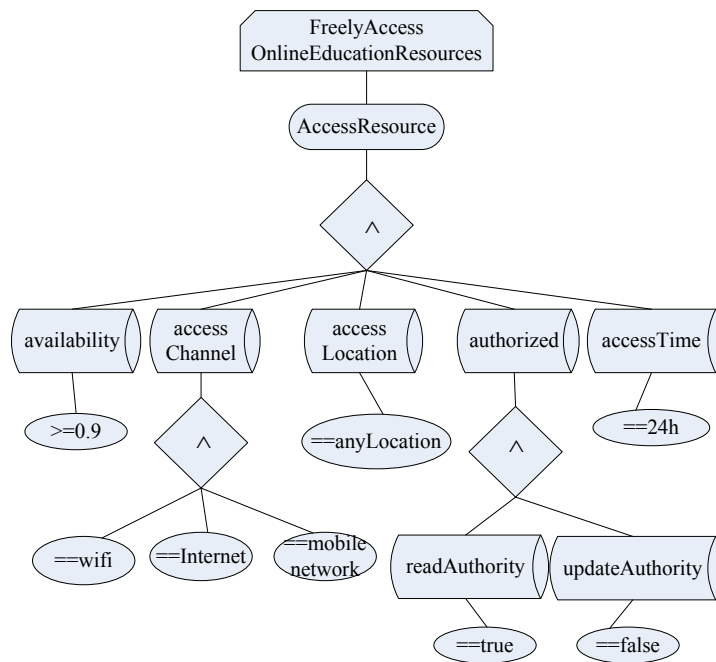 FreelyAccess
OnlineEducationResources
AccessResource
^
availability
access
Channel
access
Location
authorized
accessTime
>=0.9
^
==anyLocation
^
==24h
==wifi
==Internet
==mobile
network
readAuthority
updateAuthority
==true
==false